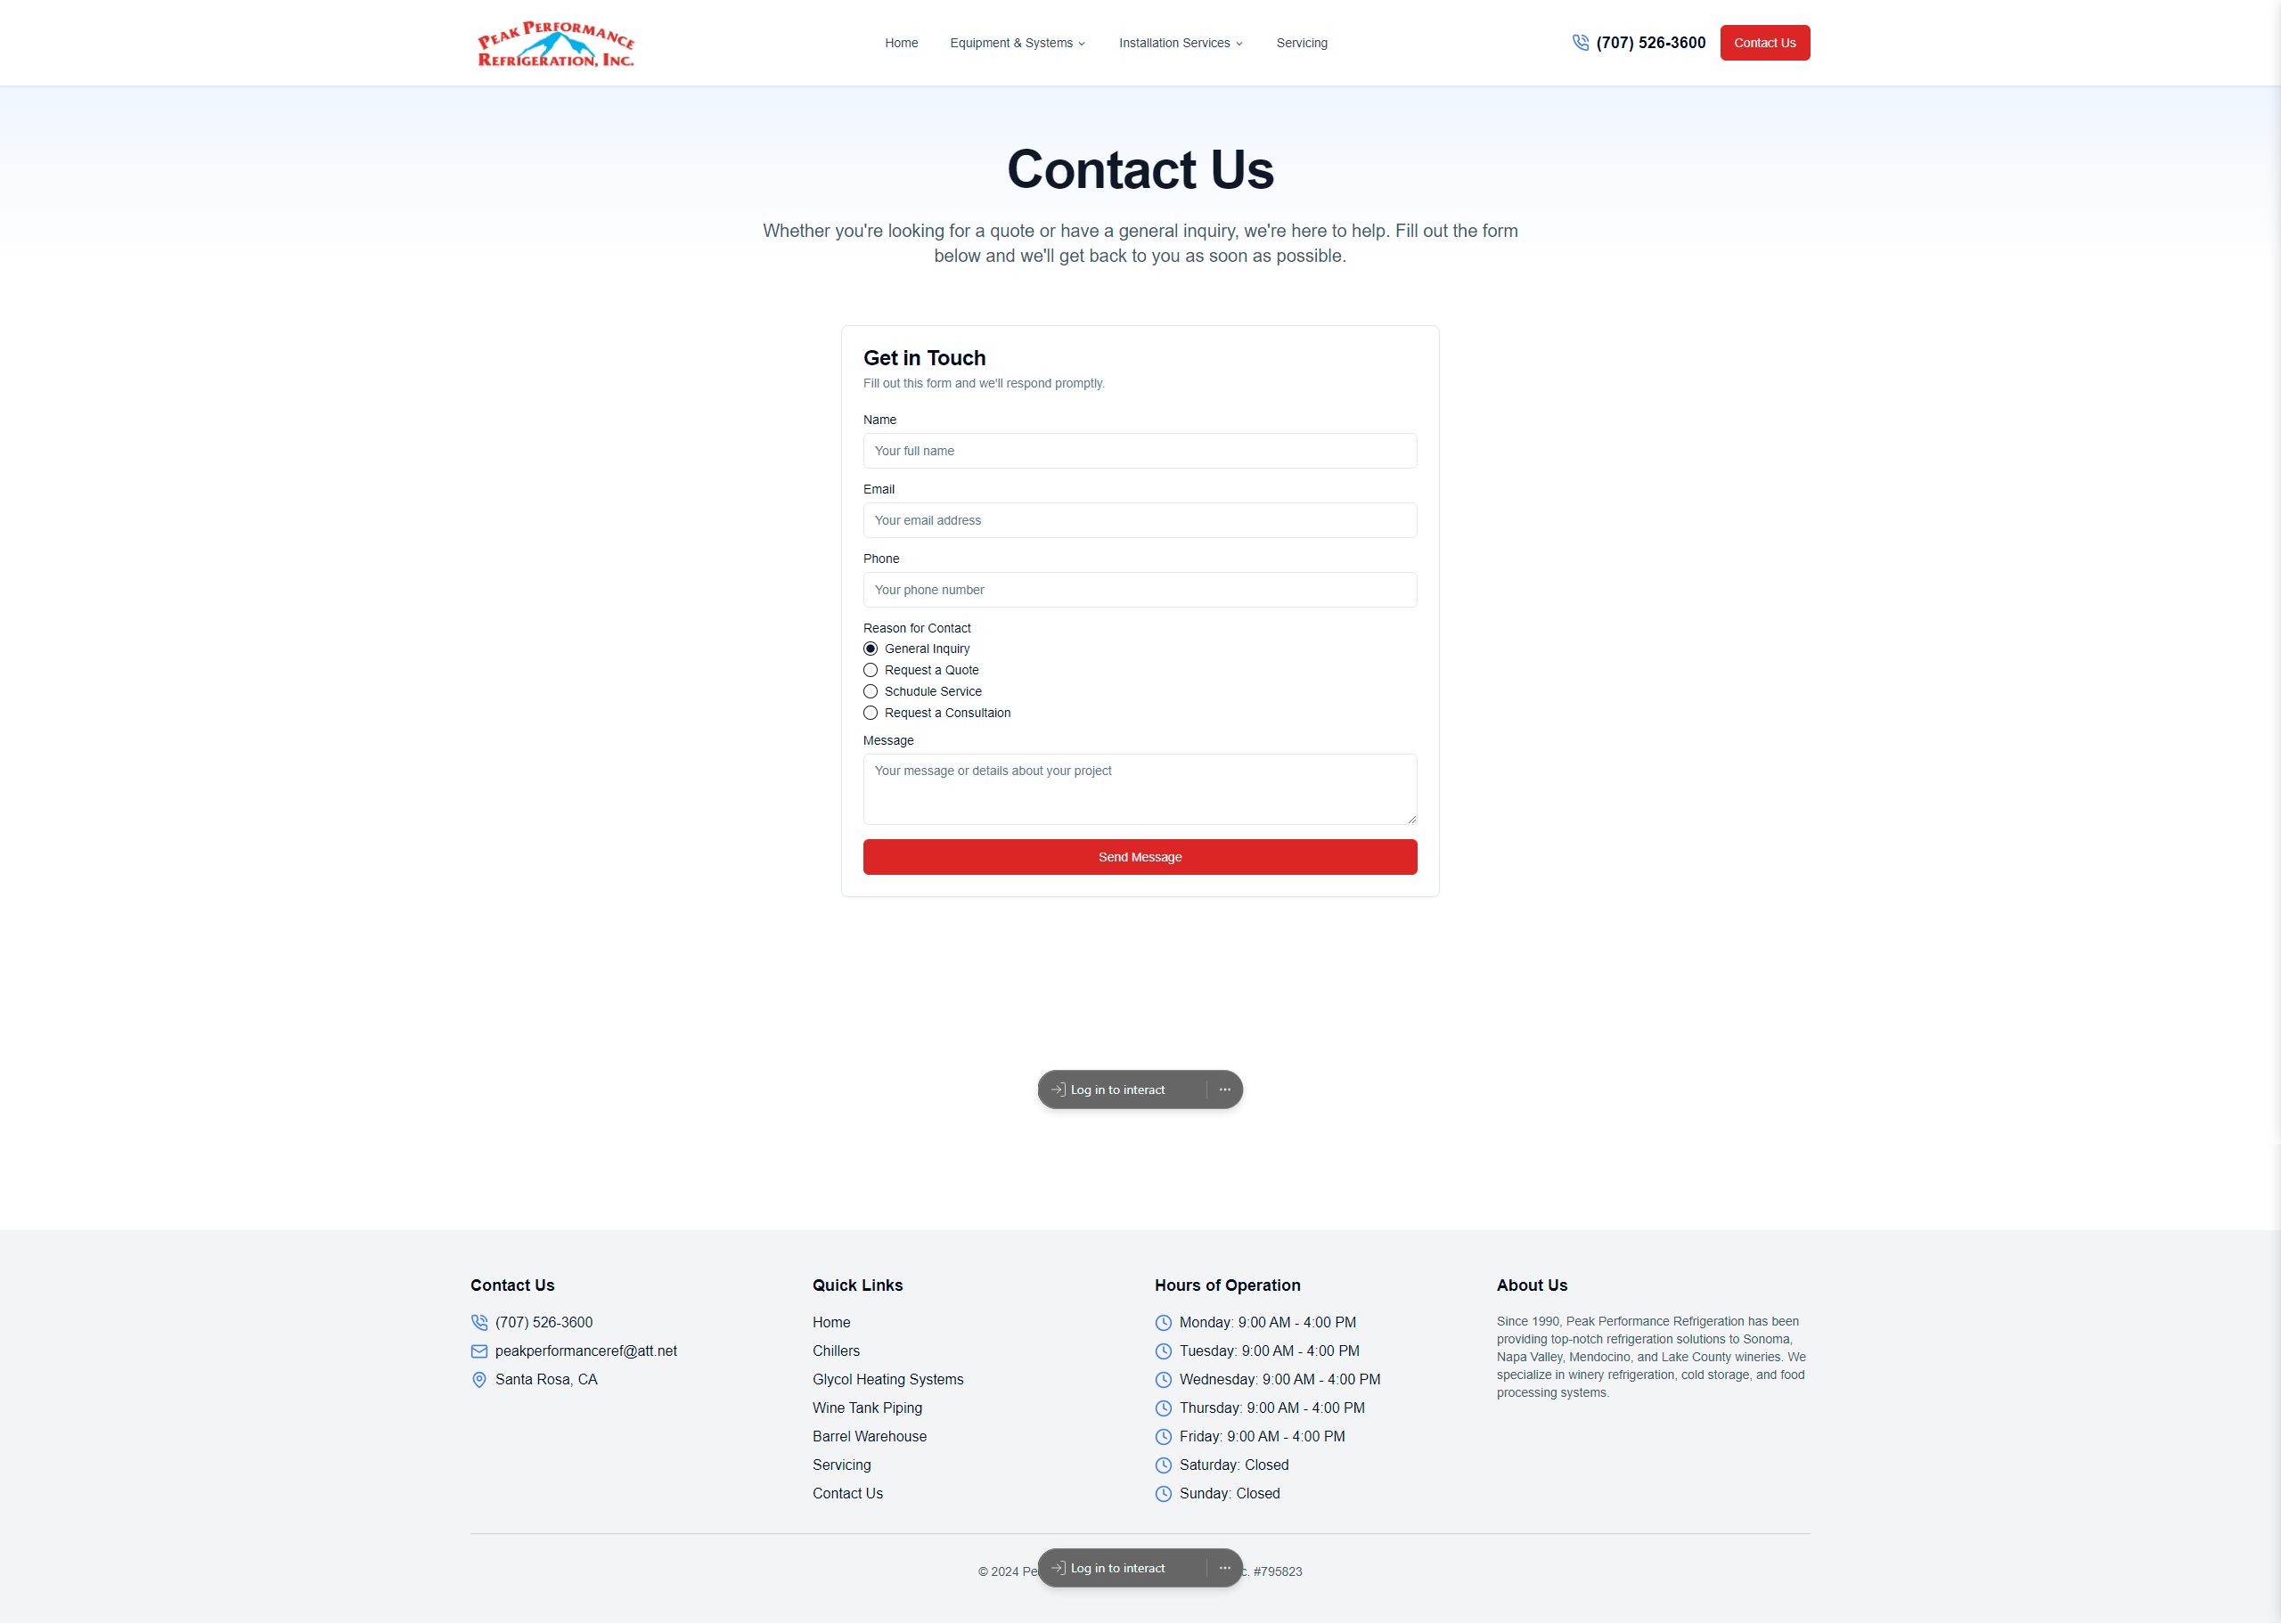 PEAK PERFORMANCE
REFRIGERATION, INC.
Home
Equipment & Systems
Installation Services
Servicing
(707) 526-3600
Contact Us
Contact Us
Whether you're looking for a quote or have a general inquiry, we're here to help. Fill out the form
below and we'll get back to you as soon as possible.
Get in Touch
Fill out this form and we'll respond promptly.
Name
Your full name
Email
Your email address
Phone
Your phone number
Reason for Contact
General Inquiry
Request a Quote
Schudule Service
Request a Consultaion
Message
Your message or details about your project
Send Message
Log in to interact
Contact Us
(707) 526-3600
peakperformanceref@att.net
Santa Rosa, CA
Quick Links
Home
Chillers
Glycol Heating Systems
Wine Tank Piping
Barrel Warehouse
Servicing
Contact Us
Hours of Operation
Monday: 9:00 AM - 4:00 PM
Tuesday: 9:00 AM - 4:00 PM
Wednesday: 9:00 AM - 4:00 PM
Thursday: 9:00 AM - 4:00 PM
Friday: 9:00 AM - 4:00 PM
Saturday: Closed
Sunday: Closed
About Us
Since 1990, Peak Performance Refrigeration has been
providing top-notch refrigeration solutions to Sonoma,
Napa Valley, Mendocino, and Lake County wineries. We
specialize in winery refrigeration, cold storage, and food
processing systems.
© 2024
#795823
Log in to interact